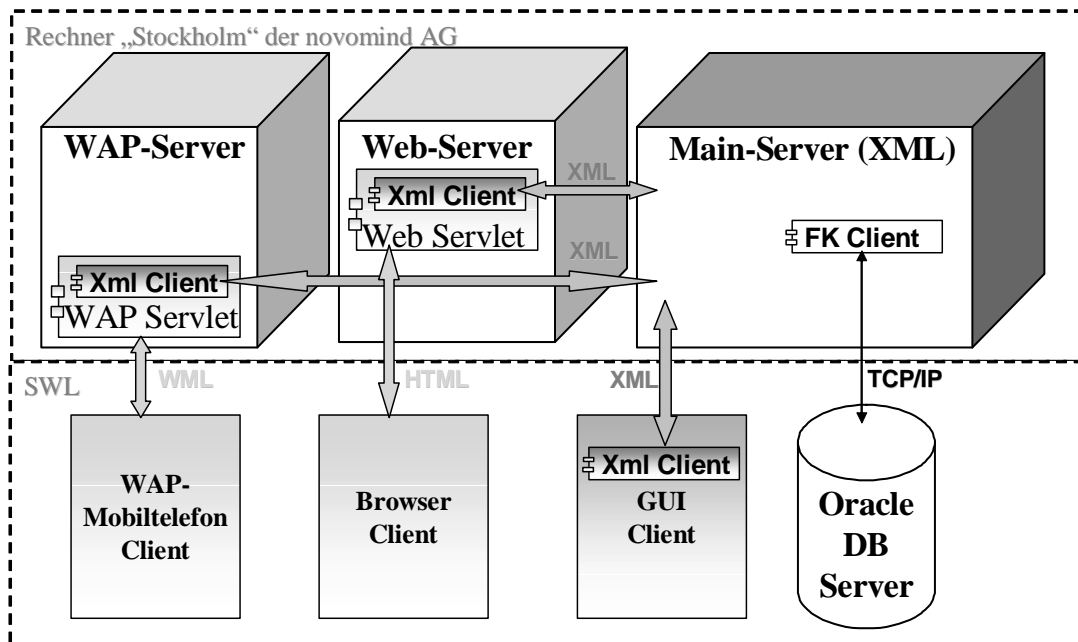 Rechner „Stockholm“ der novomind AG
WAP-Server
Web-Server
Main-Server (XML)
XML
Xml Client
Web Servlet
FK Client
XML
Xml Client
WAP Servlet
SWL
WML
HTML
XML
TCP/IP
WAP-
Mobiltelefon
Client
Browser
Client
Xml Client
GUI
Client
Oracle
DB
Server